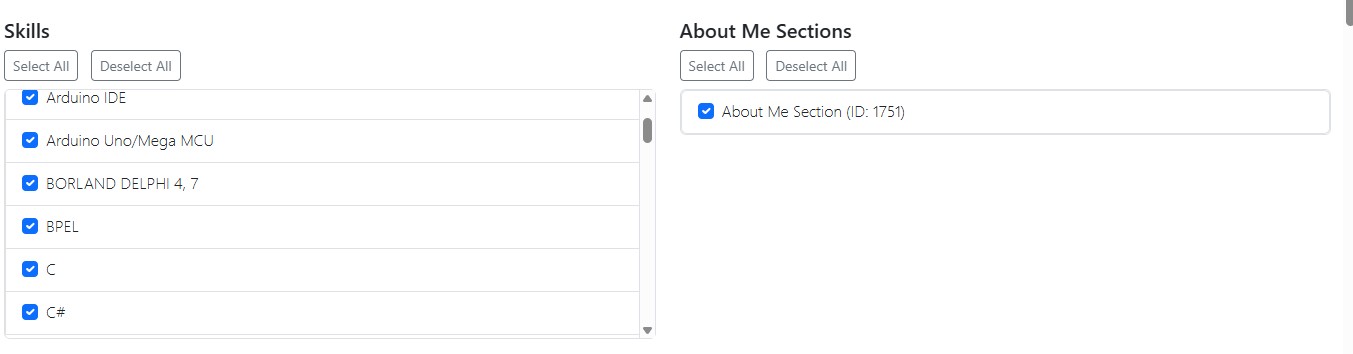 Skills
Select All Deselect All
Arduino IDE
Arduino Uno/Mega MCU
BORLAND DELPHI 4, 7
BPEL
C
C#
About Me Sections
Select All Deselect All
About Me Section (ID: 1751)